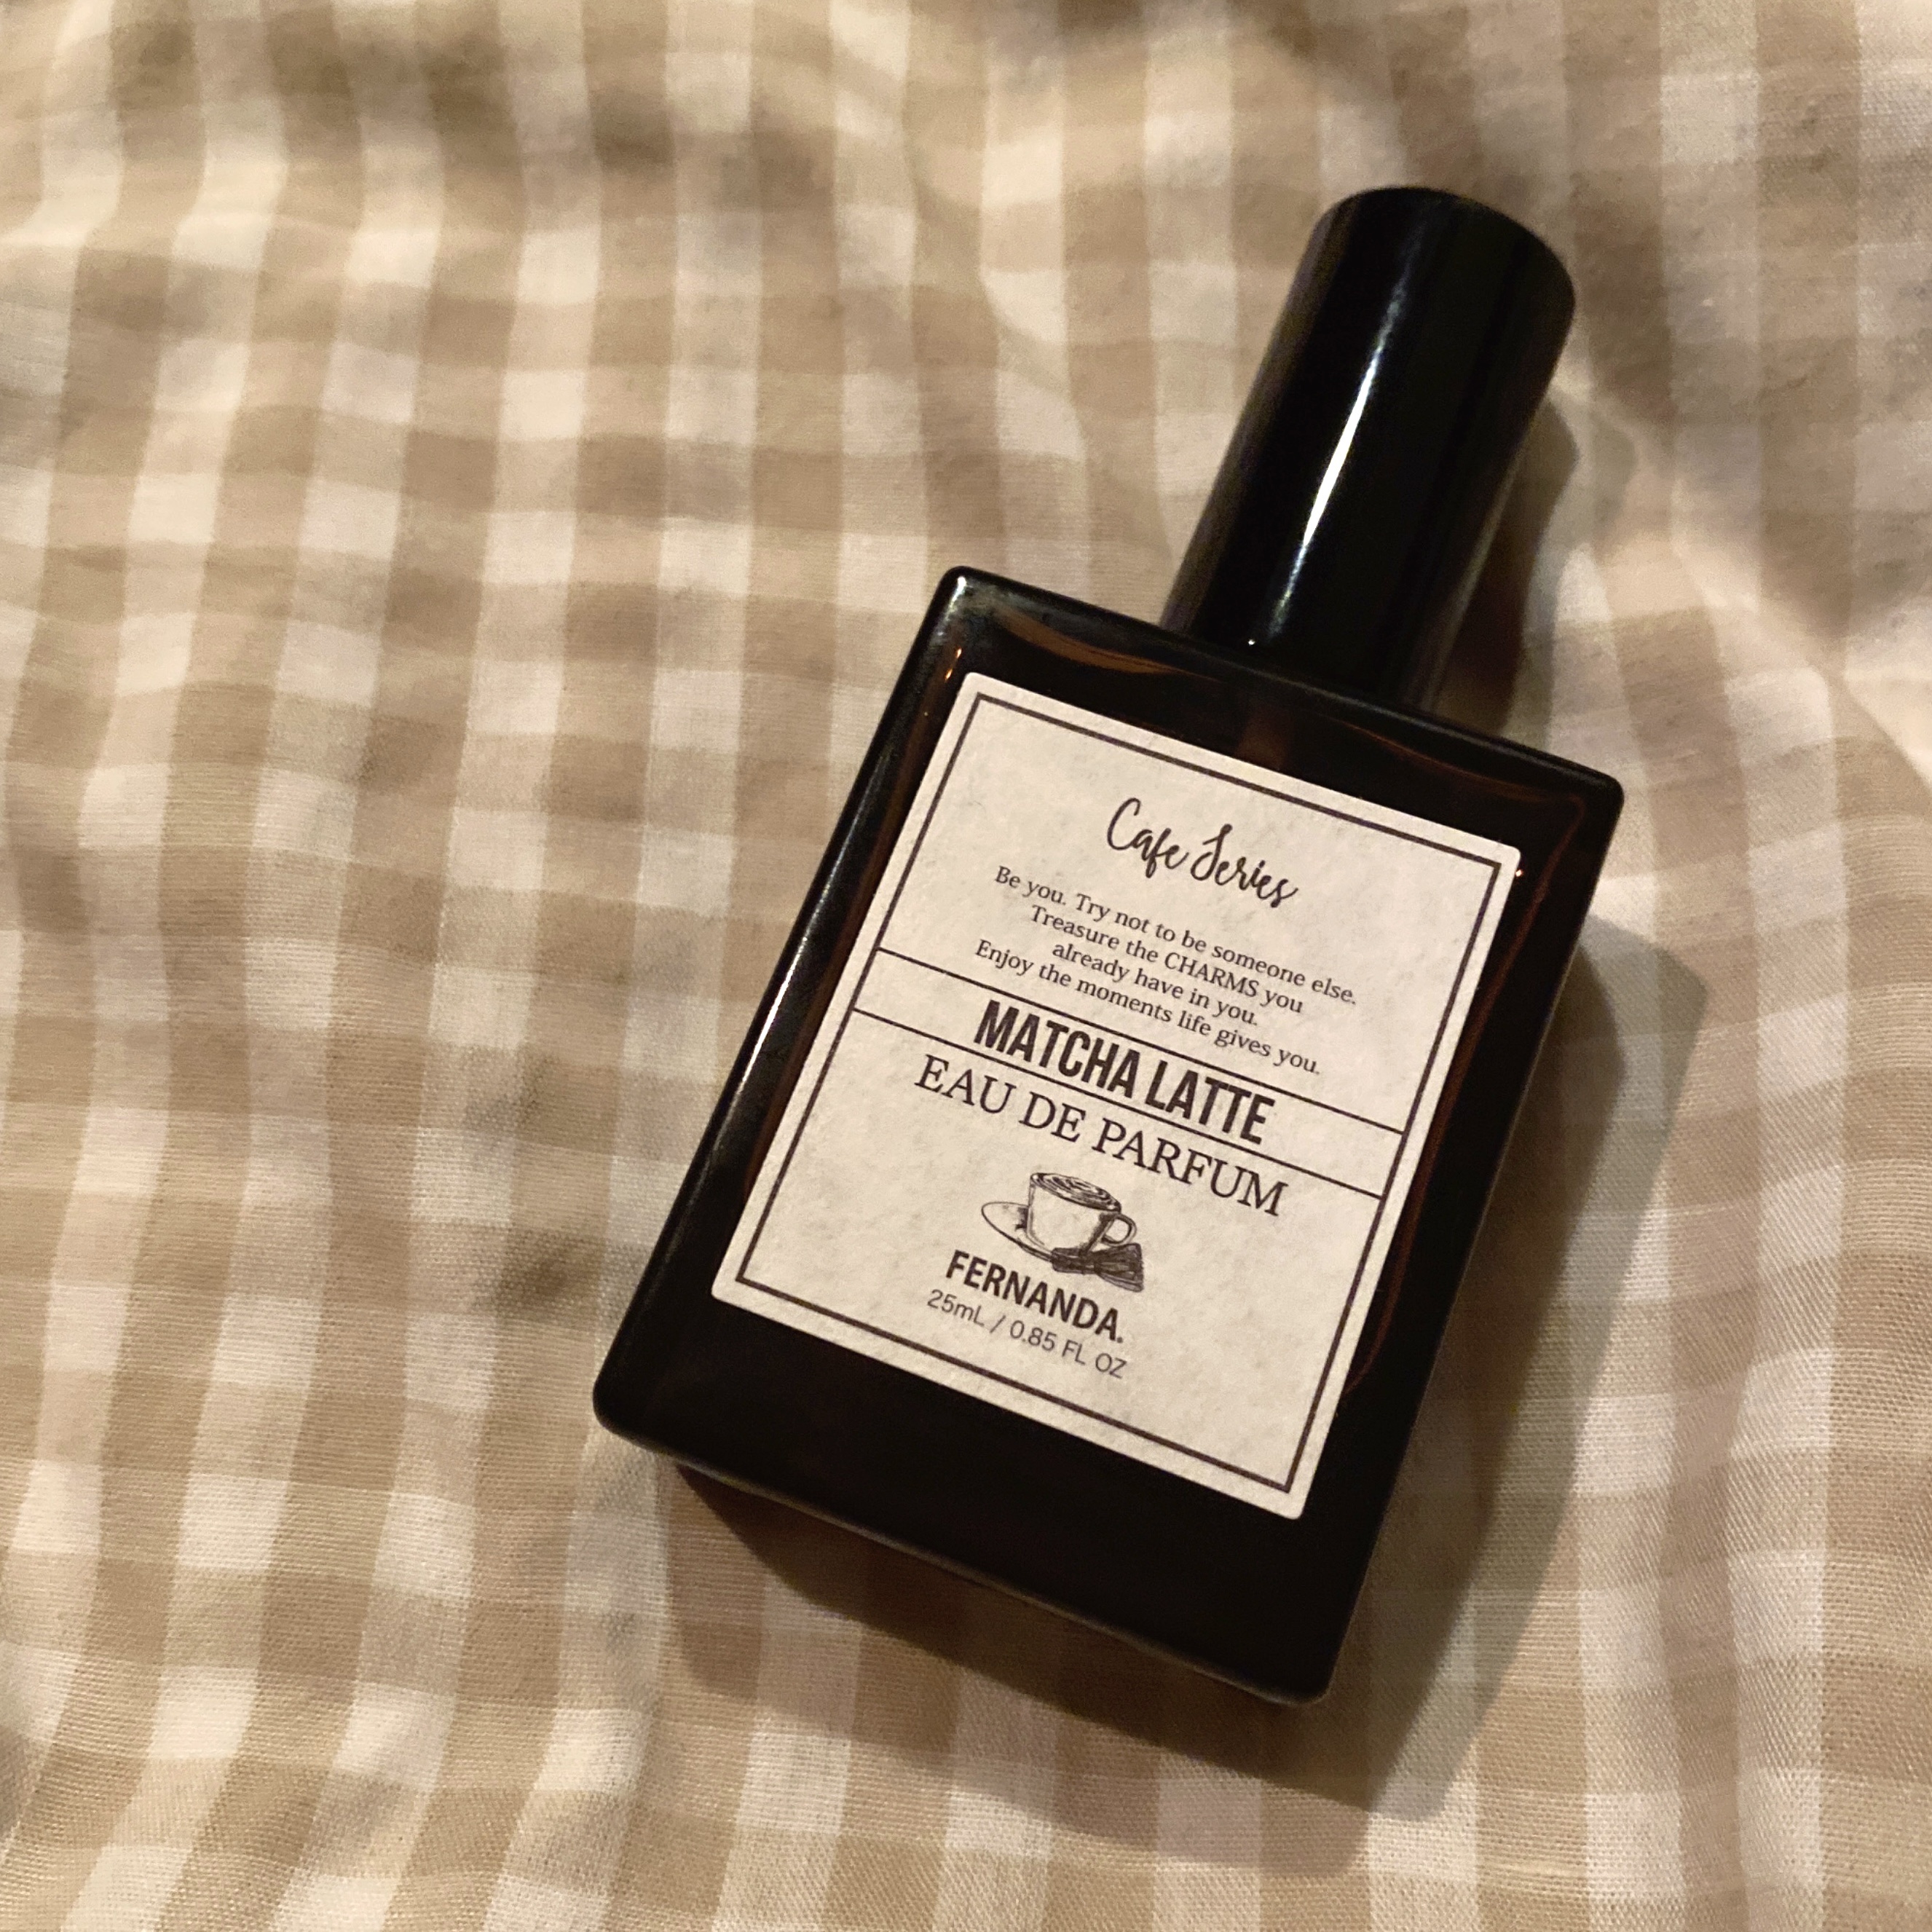 Cafe Series
Be you. Try not to be someone else.
Treasure the CHARMS you
already have in you.
Enjoy the moments life gives you.
MATCHA LATTE
EAU DE PARFUM
FERNANDA.
25mL / 0.85 FL OZ